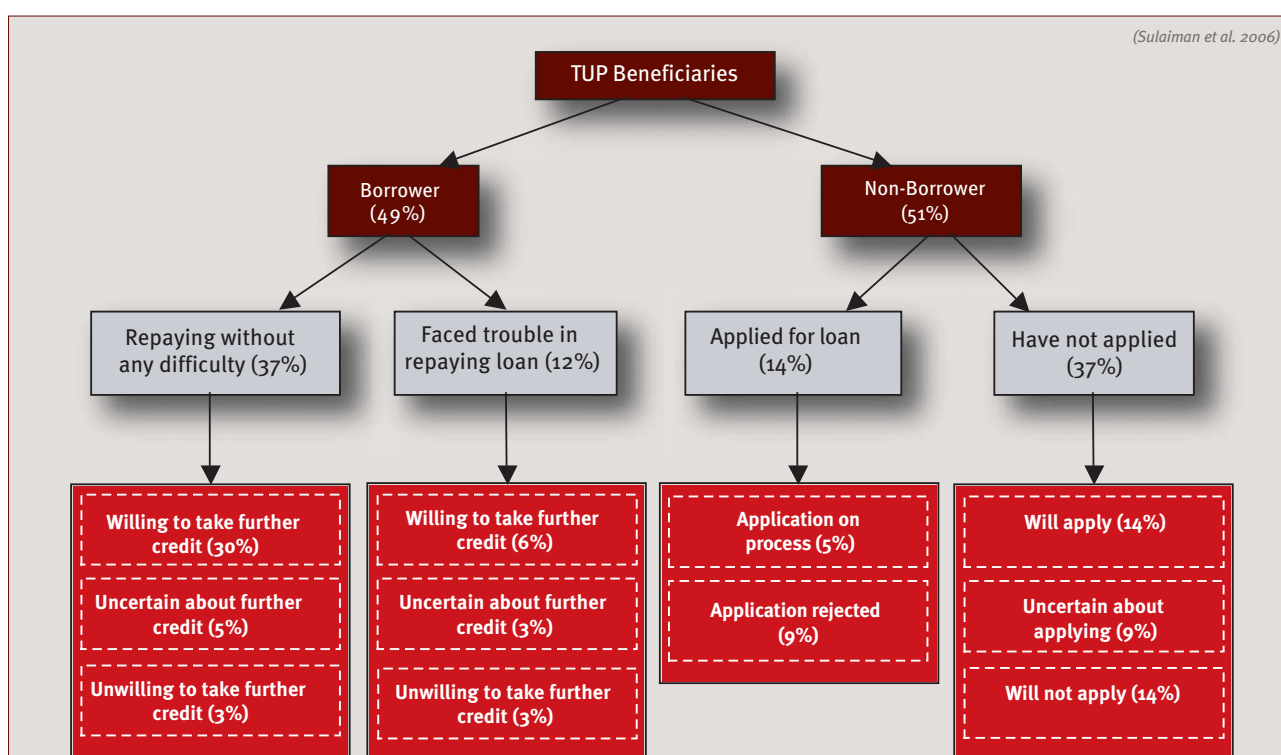 (Sulaiman et al. 2006)
TUP Beneficiaries
Borrower
(49%)
Non-Borrower
(51%)
Repaying without
any difficulty (37%)
Faced trouble in
repaying loan (12%)
Applied for loan
(14%)
Have not applied
(37%)
Willing to take further
credit (30%)
Uncertain about further
credit (5%)
Unwilling to take further
credit (3%)
Willing to take further
credit (6%)
Uncertain about further
credit (3%)
Unwilling to take further
credit (3%)
Application on
process (5%)
Application rejected
(9%)
Will apply (14%)
Uncertain about
applying (9%)
Will not apply (14%)